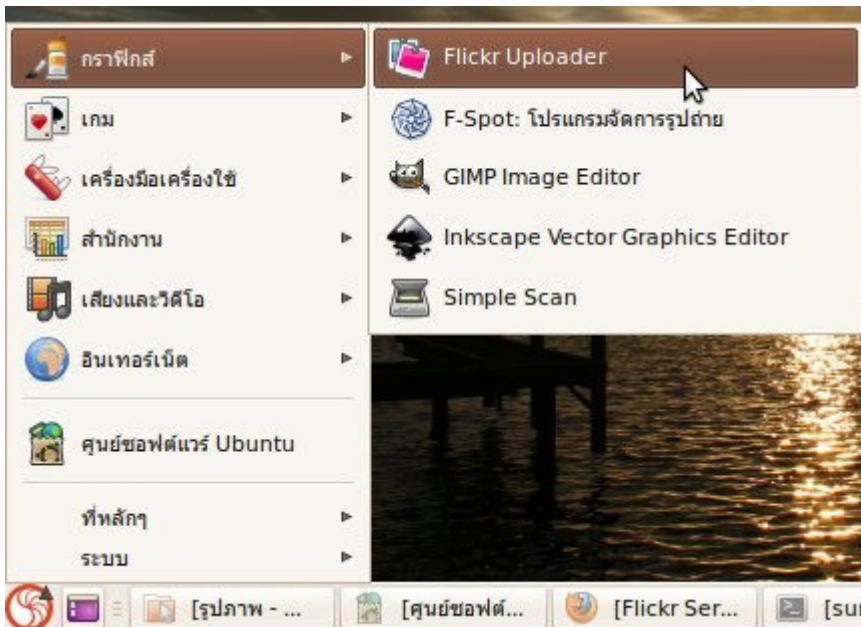 กราฟิกส์
เกม
เครื่องมือเครื่องใช้
สำนักงาน
เสียงและวิดีโอ
อินเทอร์เน็ต
ศูนย์ซอฟต์แวร์ Ubuntu
ที่หลักๆ
ระบบ
Flickr Uploader
F-Spot: โปรแกรมจัดการรูปถ่าย
GIMP Image Editor
Inkscape Vector Graphics Editor
Simple Scan
[รูปภาพ - ... [ศูนย์ซอฟต์... [Flickr Ser... [sur